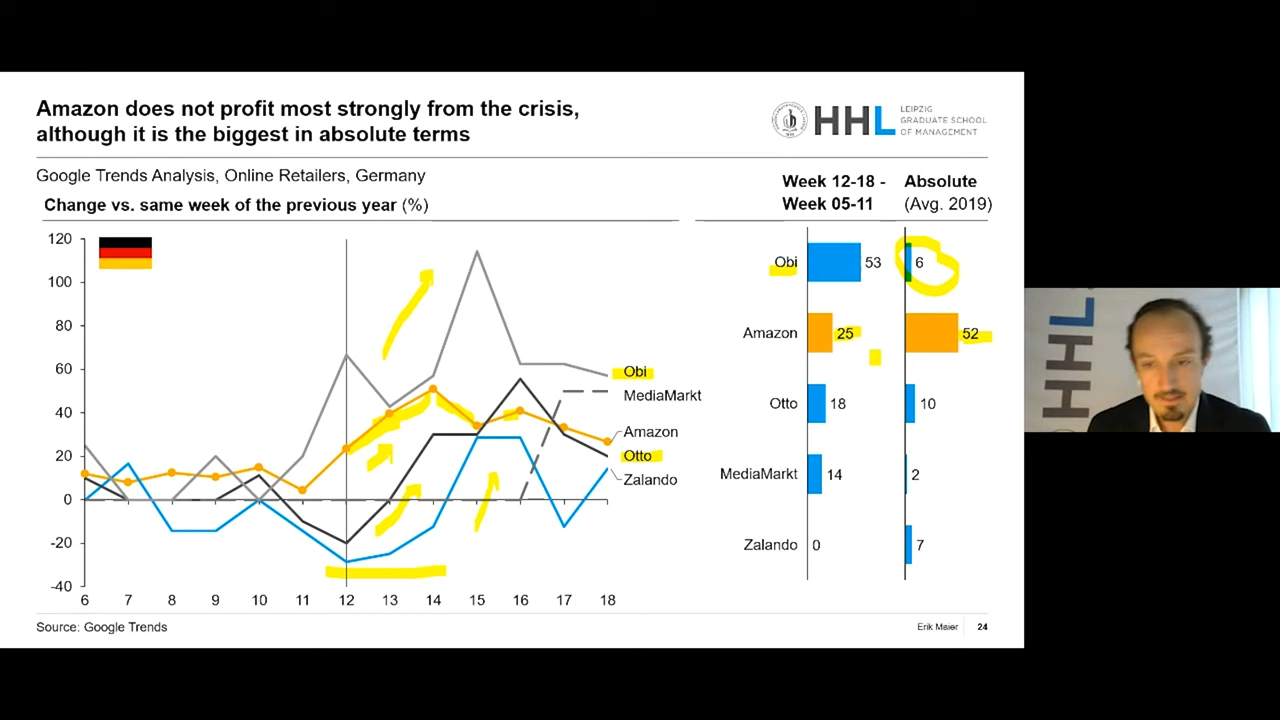 Amazon does not profit most strongly from the crisis,
although it is the biggest in absolute terms
HHL
LEIPZIG
GRADUATE SCHOOL
OF MANAGEMENT
Google Trends Analysis, Online Retailers, Germany
Change vs. same week of the previous year (%)
Week 12-18 -
Week 05-11
Absolute
(Avg. 2019)
120
100
80
60
40
20
0
-20
-40
6 7 8 9 10 11 12 13 14 15 16 17 18
Obi
MediaMarkt
Amazon
Otto
Zalando
Obi 53 6
Amazon 25 52
Otto 18 10
MediaMarkt 14 2
Zalando 0 7
Source: Google Trends
Erik Maier 24
HHL